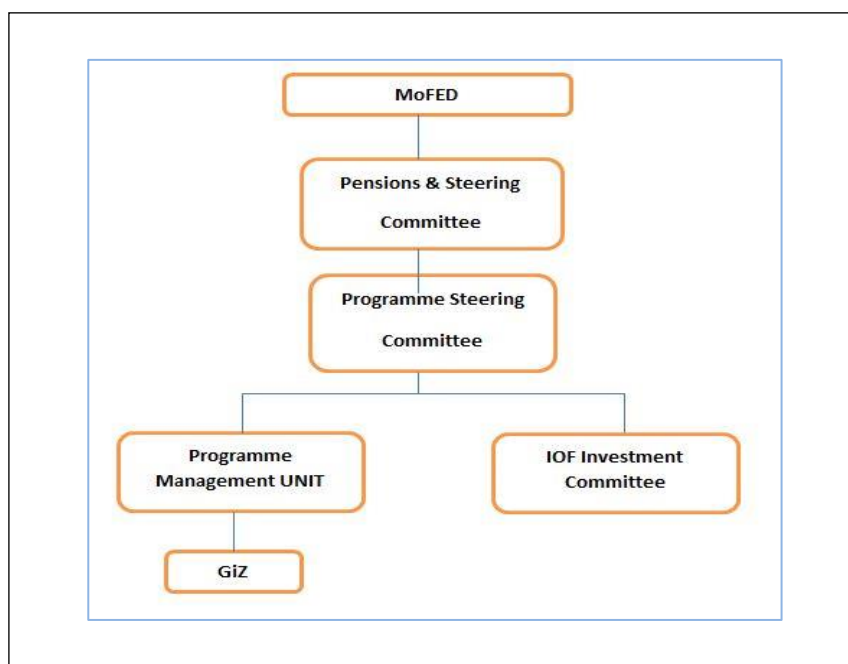 MoFED
Pensions & Steering
Committee
Programme Steering
Committee
Programme
Management UNIT
IOF Investment
Committee
GiZ